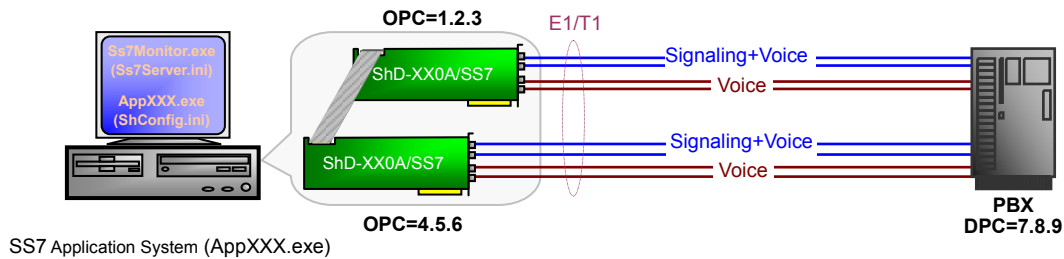 OPC=1.2.3
E1/T1
Ss7Monitor.exe
(Ss7Server.ini)
AppXXX.exe
(ShConfig.ini)
ShD-XX0A/SS7
Signaling+Voice
Voice
ShD-XX0A/SS7
Signaling+Voice
Voice
OPC=4.5.6
PBX
DPC=7.8.9
SS7 Application System (AppXXX.exe)